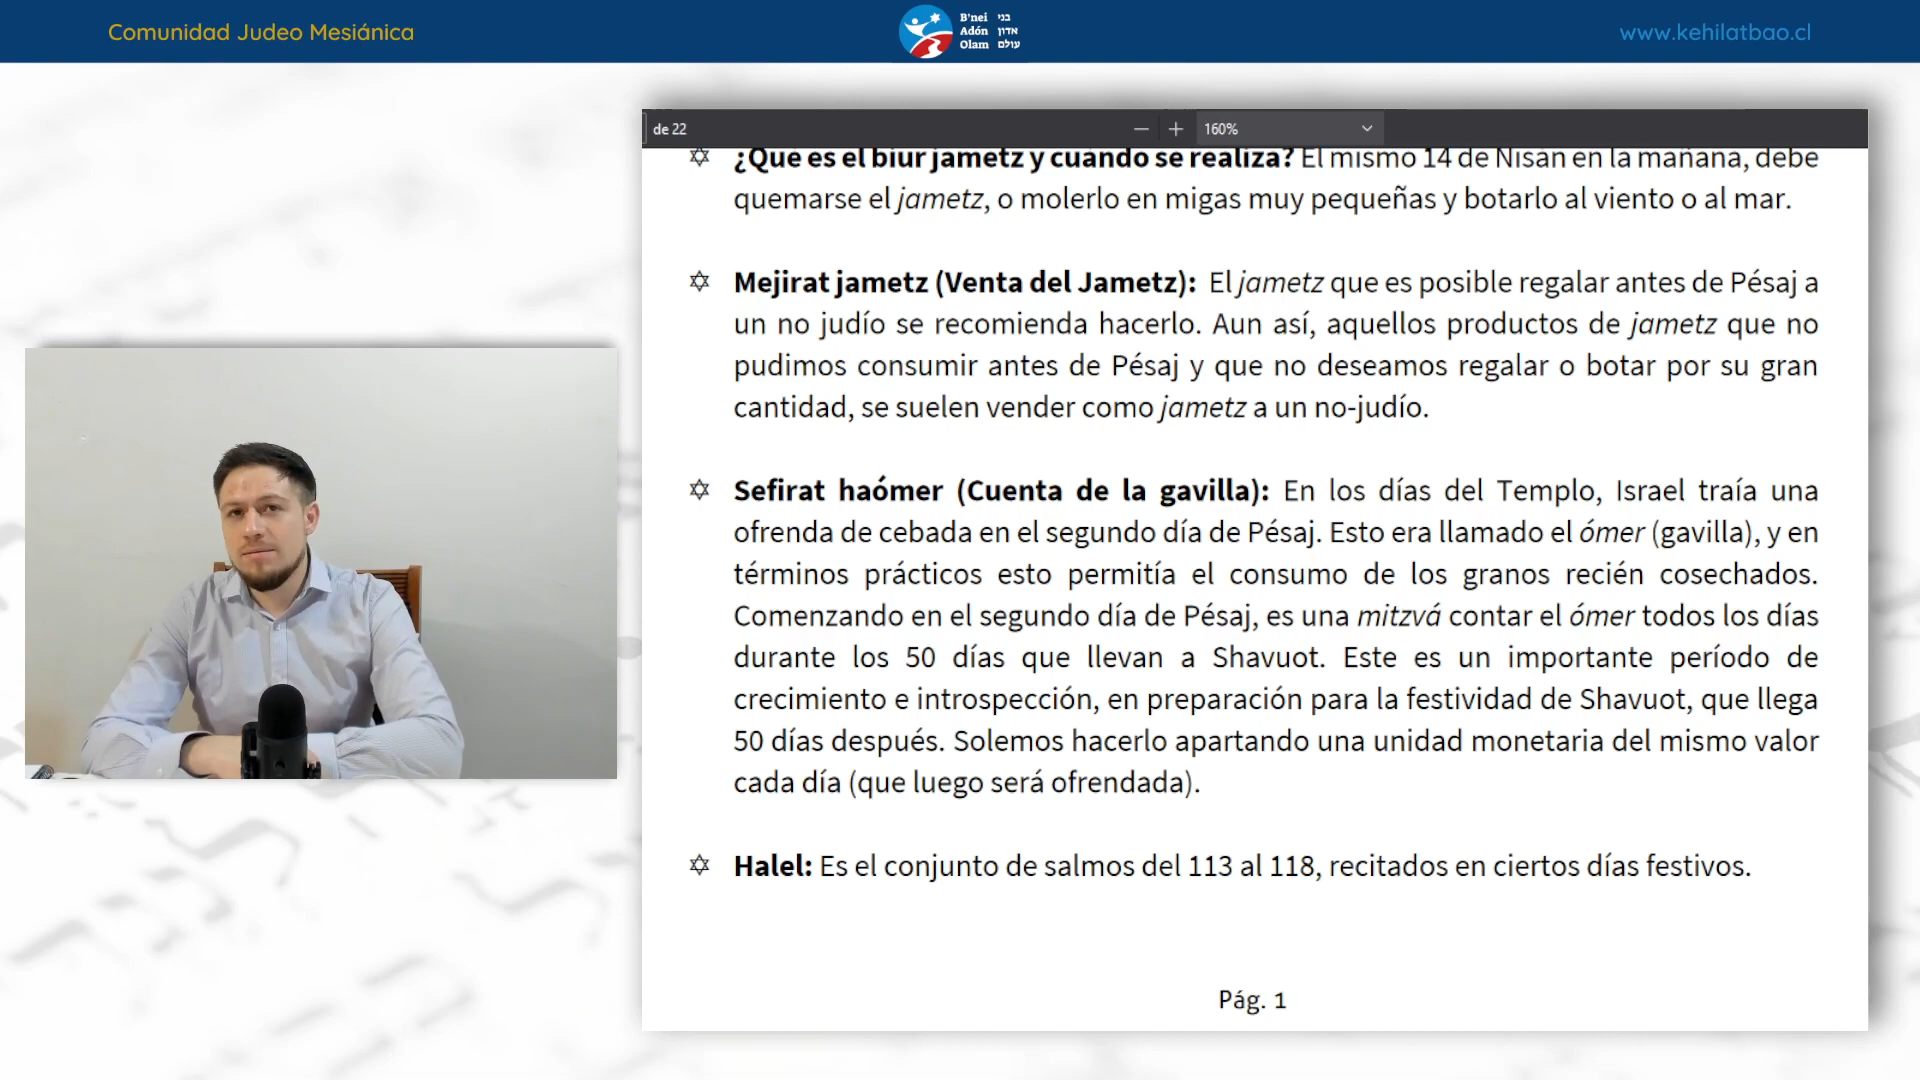 Comunidad Judeo Mesiánica
B'nei בני
Adón אדון
Olam עולם
www.kehilatbao.cl
de 22
160%
¿Qué es el biur jametz y cuándo se realiza? El mismo 14 de Nisán en la mañana, debe
quemarse el jametz, o molerlo en migas muy pequeñas y botarlo al viento o al mar.
Mejirat jametz (Venta del Jametz): El jametz que es posible regalar antes de Pésaj a
un no judío se recomienda hacerlo. Aun así, aquellos productos de jametz que no
pudimos consumir antes de Pésaj y que no deseamos regalar o botar por su gran
cantidad, se suelen vender como jametz a un no-judío.
Sefirat haómer (Cuenta de la gavilla): En los días del Templo, Israel traía una
ofrenda de cebada en el segundo día de Pésaj. Esto era llamado el ómer (gavilla), y en
términos prácticos esto permitía el consumo de los granos recién cosechados.
Comenzando en el segundo día de Pésaj, es una mitzvá contar el ómer todos los días
durante los 50 días que llevan a Shavuot. Este es un importante período de
crecimiento e introspección, en preparación para la festividad de Shavuot, que llega
50 días después. Solemos hacerlo apartando una unidad monetaria del mismo valor
cada día (que luego será ofrendada).
Halel: Es el conjunto de salmos del 113 al 118, recitados en ciertos días festivos.
Pág. 1